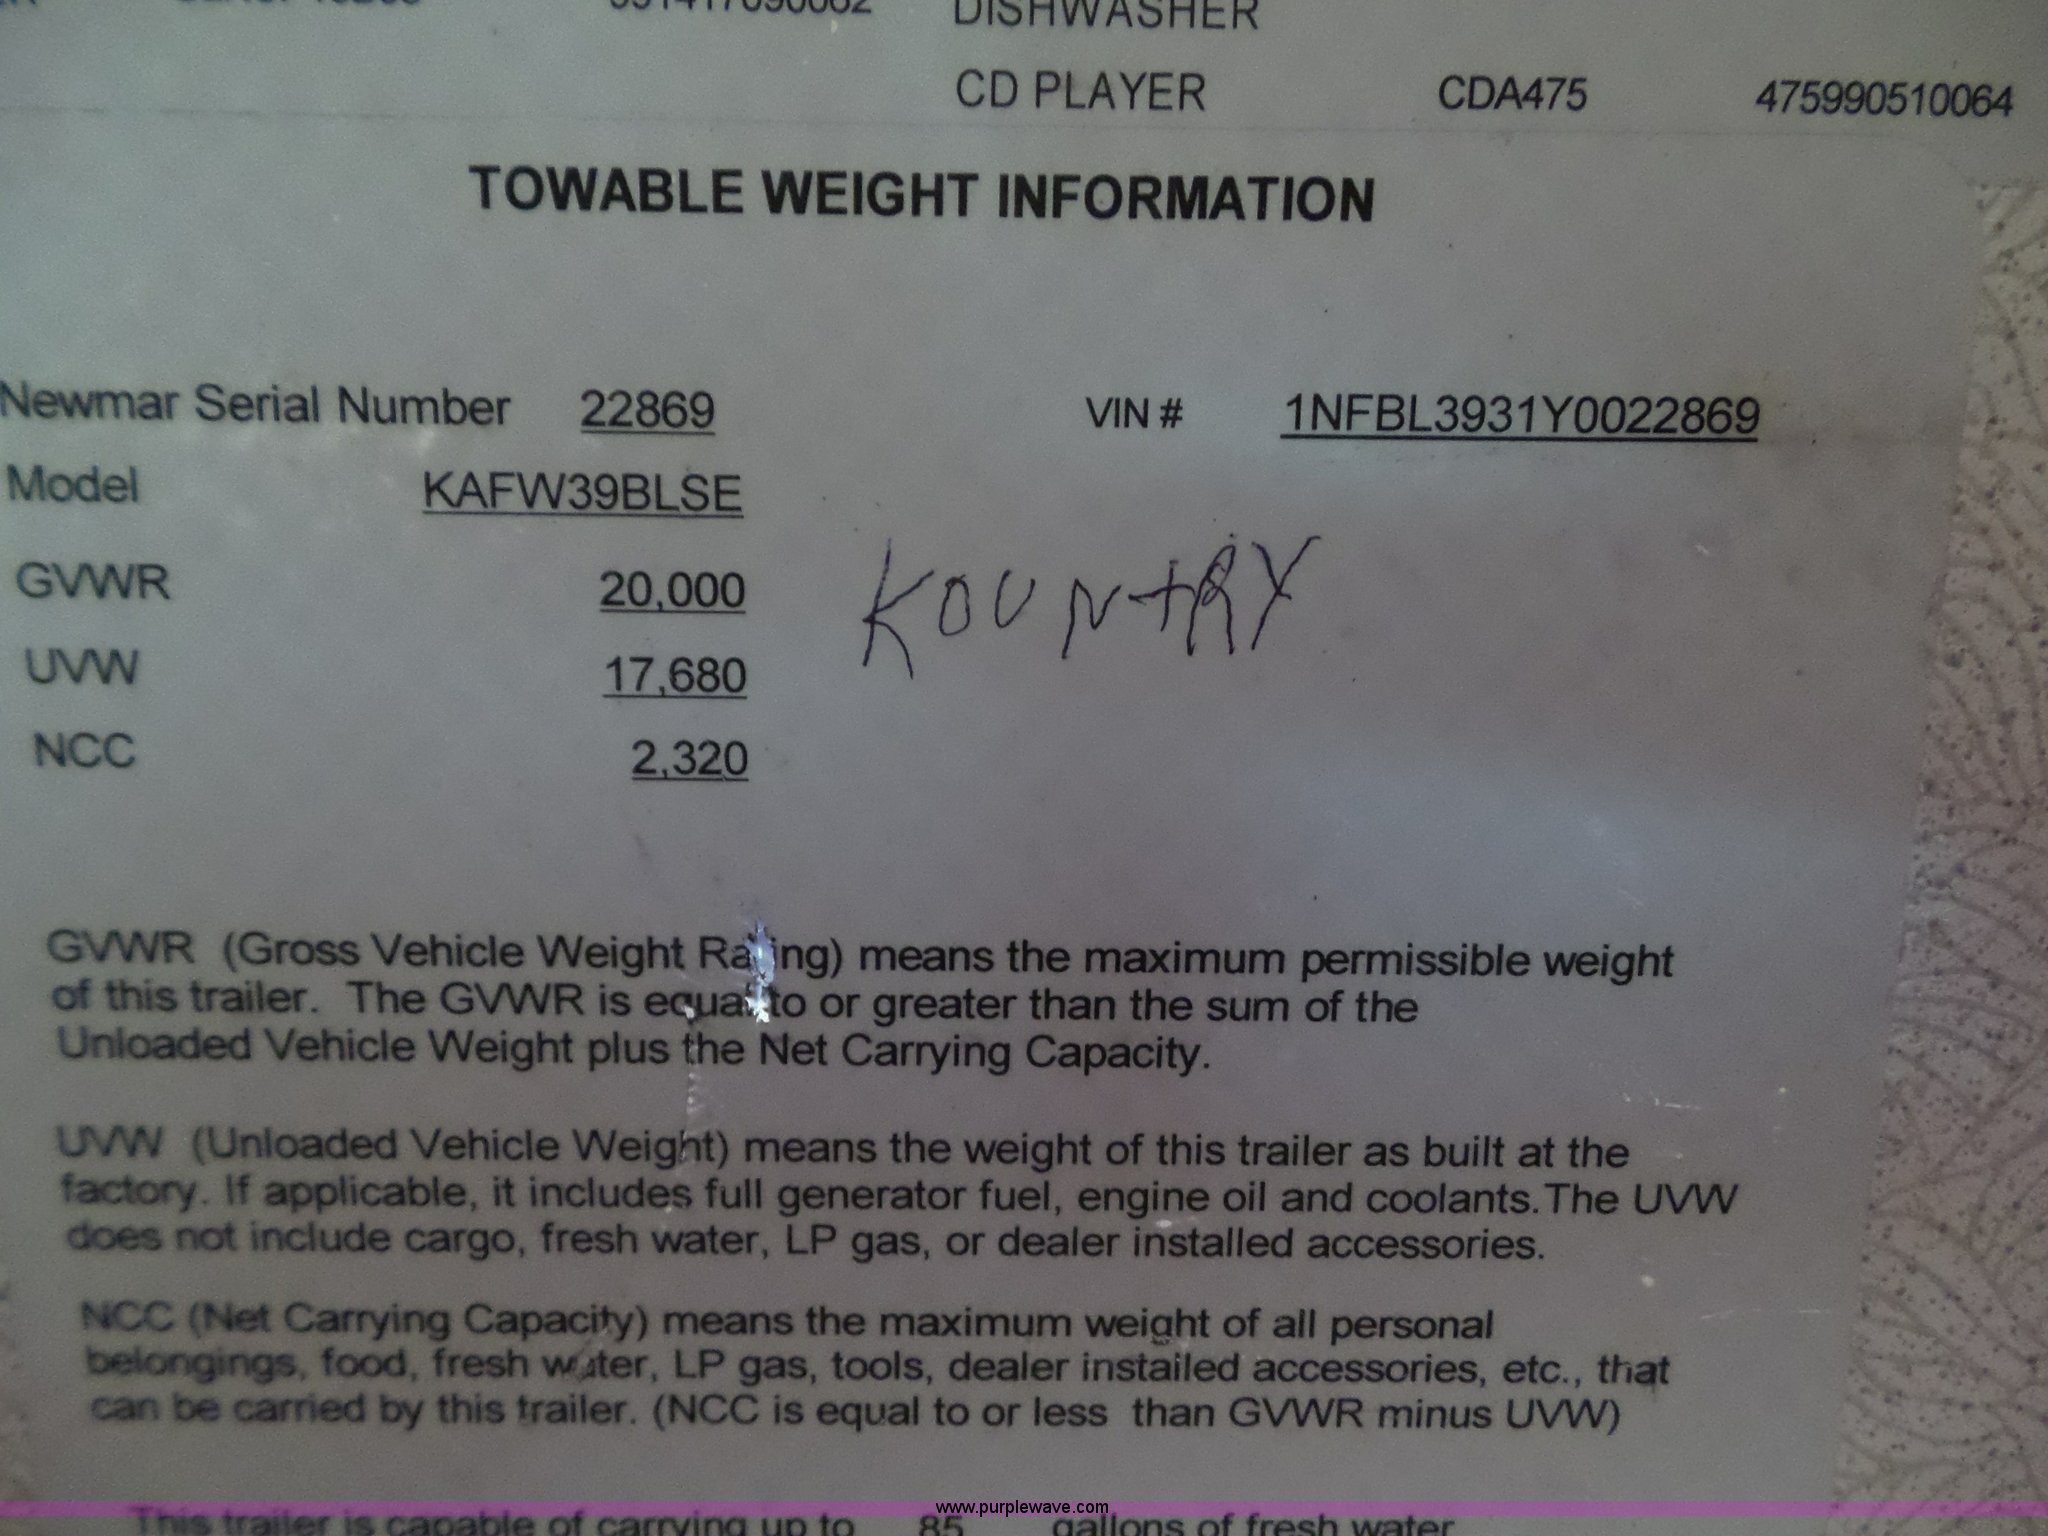 DISHWASHER
CD PLAYER CDA475 475990510064
TOWABLE WEIGHT INFORMATION
Newmar Serial Number 22869 VIN # 1NFBL3931Y0022869
Model KAFW39BLSE
GVWR 20,000 KOUNTRY
UVW 17,680
NCC 2,320
GVWR (Gross Vehicle Weight Rating) means the maximum permissible weight
of this trailer. The GVWR is equal to or greater than the sum of the
Unloaded Vehicle Weight plus the Net Carrying Capacity.
UVW (Unloaded Vehicle Weight) means the weight of this trailer as built at the
factory. If applicable, it includes full generator fuel, engine oil and coolants.The UVW
does not include cargo, fresh water, LP gas, or dealer installed accessories.
NCC (Net Carrying Capacity) means the maximum weight of all personal
belongings, food, fresh water, LP gas, tools, dealer installed accessories, etc., that
can be carried by this trailer. (NCC is equal to or less than GVWR minus UVW)
www.purplewave.com
This trailer is capable of carrying up to 85 gallons of fresh water